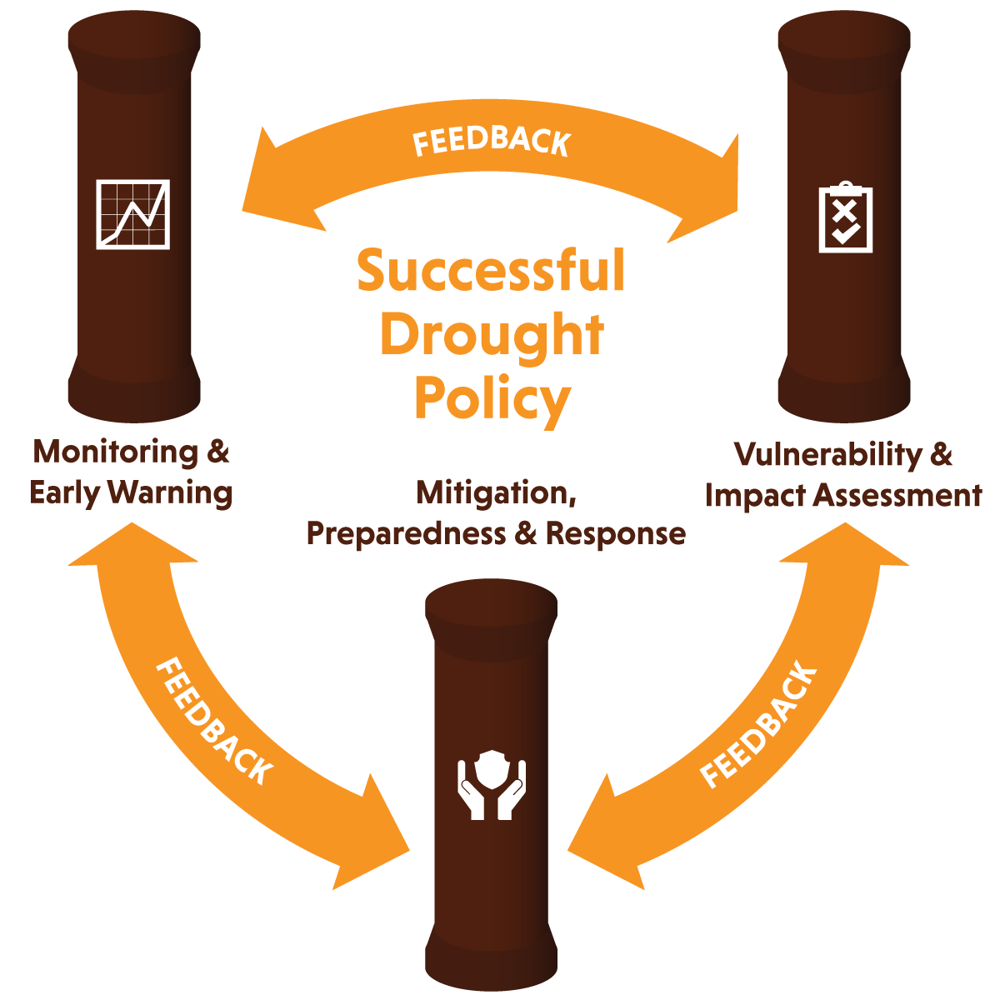 FEEDBACK
Successful
Drought
Policy
Monitoring &
Early Warning
Vulnerability &
Impact Assessment
Mitigation,
Preparedness & Response
FEEDBACK
FEEDBACK